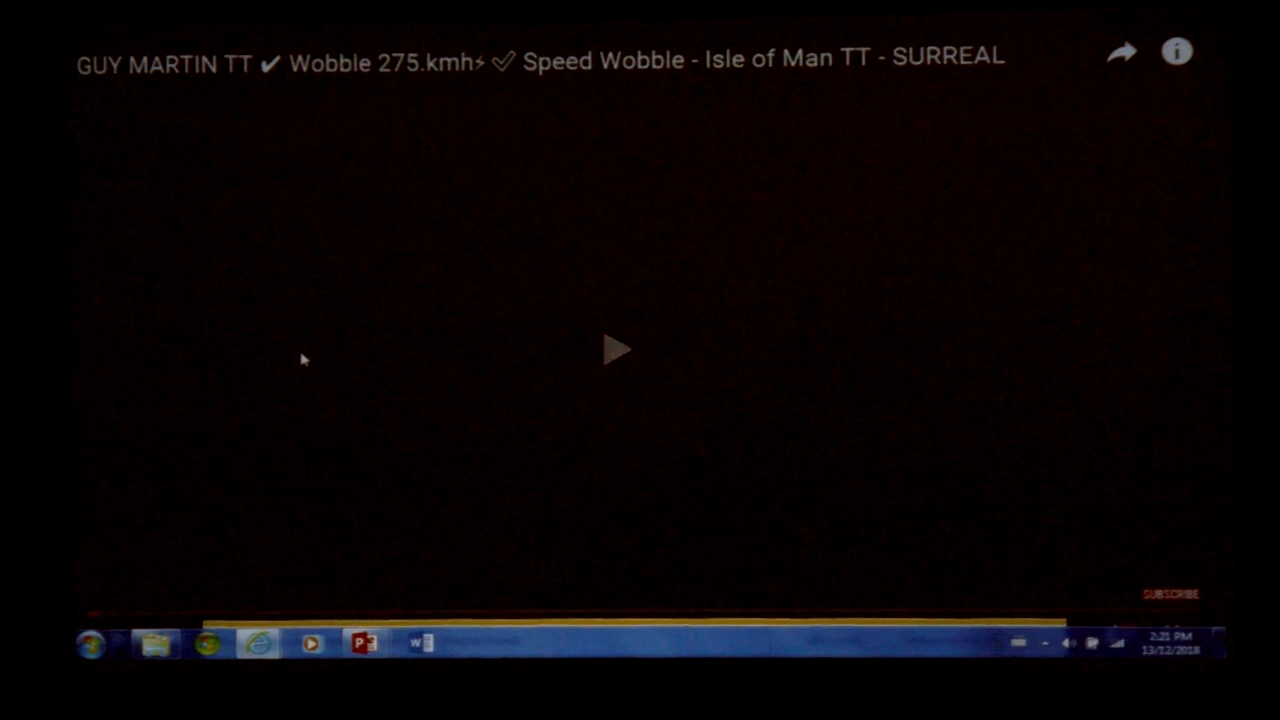 GUY MARTIN TT ✔ Wobble 275.kmh⚡ ✅ Speed Wobble - Isle of Man TT - SURREAL
SUBSCRIBE
2:21 PM
13/12/2018